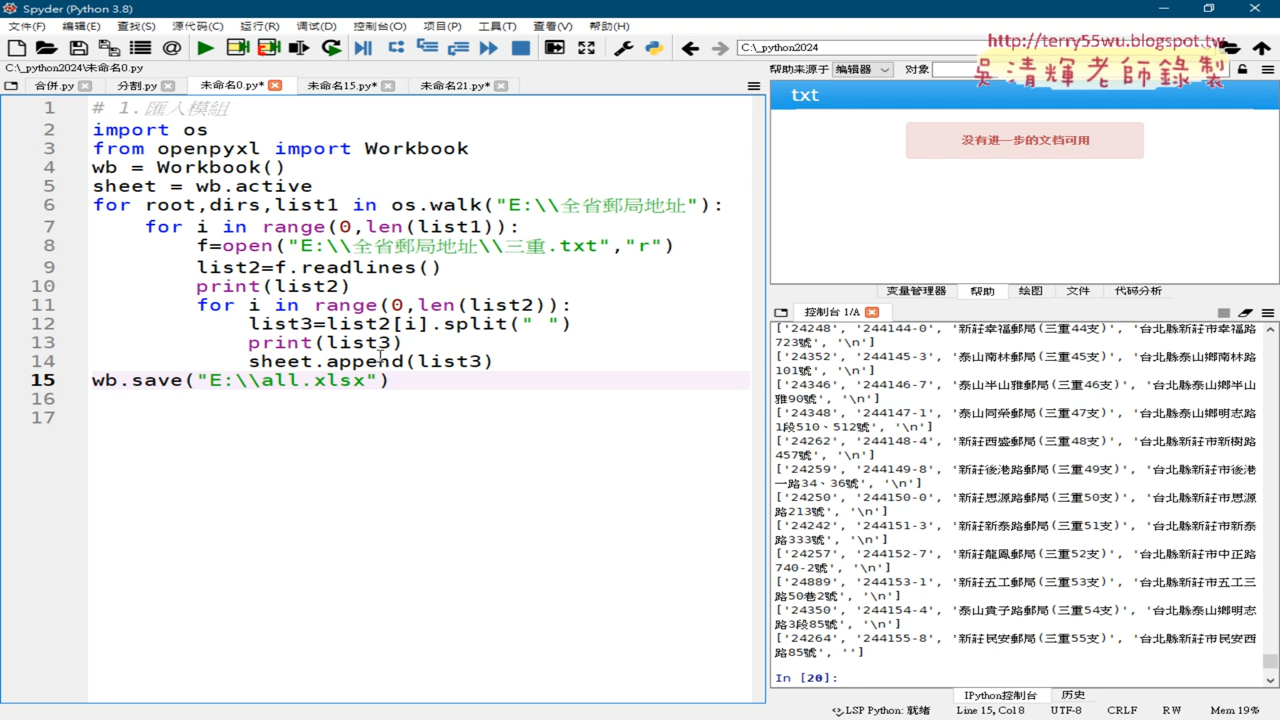 Spyder (Python 3.8)
文件(F) 编辑(E) 查找(S) 源代码(C) 运行(R) 调试(D) 控制台(O) 项目(P) 工具(T) 查看(V) 帮助(H)
C:\_python2024
http://terry55wu.blogspot.tw
吳清輝老師錄製
C:\_python2024\未命名0.py
帮助来源于 编辑器 对象
合併.py 分割.py 未命名0.py* 未命名15.py* 未命名21.py*
txt
没有进一步的文档可用
1 # 1.匯入模組
2 import os
3 from openpyxl import Workbook
4 wb = Workbook()
5 sheet = wb.active
6 for root,dirs,list1 in os.walk("E:\\全省郵局地址"):
7 for i in range(0,len(list1)):
8 f=open("E:\\全省郵局地址\\三重.txt","r")
9 list2=f.readlines()
10 print(list2)
11 for i in range(0,len(list2)):
12 list3=list2[i].split(" ")
13 print(list3)
14 sheet.append(list3)
15 wb.save("E:\\all.xlsx")
16
17
变量管理器 帮助 绘图 文件 代码分析
控制台 1/A
['24248', '244144-0', '新莊幸福郵局(三重44支)', '台北縣新莊市幸福路
723號', '\n']
['24352', '244145-3', '泰山南林郵局(三重45支)', '台北縣泰山鄉南林路
101號', '\n']
['24346', '244146-7', '泰山半山雅郵局(三重46支)', '台北縣泰山鄉半山
雅90號', '\n']
['24348', '244147-1', '泰山同榮郵局(三重47支)', '台北縣泰山鄉明志路
1段510、512號', '\n']
['24262', '244148-4', '新莊西盛郵局(三重48支)', '台北縣新莊市新樹路
457號', '\n']
['24259', '244149-8', '新莊後港路郵局(三重49支)', '台北縣新莊市後港
一路34、36號', '\n']
['24250', '244150-0', '新莊思源路郵局(三重50支)', '台北縣新莊市思源
路213號', '\n']
['24242', '244151-3', '新莊新泰路郵局(三重51支)', '台北縣新莊市新泰
路333號', '\n']
['24257', '244152-7', '新莊龍鳳郵局(三重52支)', '台北縣新莊市中正路
740-2號', '\n']
['24889', '244153-1', '新莊五工郵局(三重53支)', '台北縣新莊市五工三
路50巷2號', '\n']
['24350', '244154-4', '泰山貴子路郵局(三重54支)', '台北縣泰山鄉明志
路3段85號', '\n']
['24264', '244155-8', '新莊民安郵局(三重55支)', '台北縣新莊市民安西
路85號', '']
In [20]:
IPython控制台 历史
LSP Python: 就绪 Line 15, Col 8 UTF-8 CRLF RW Mem 19%